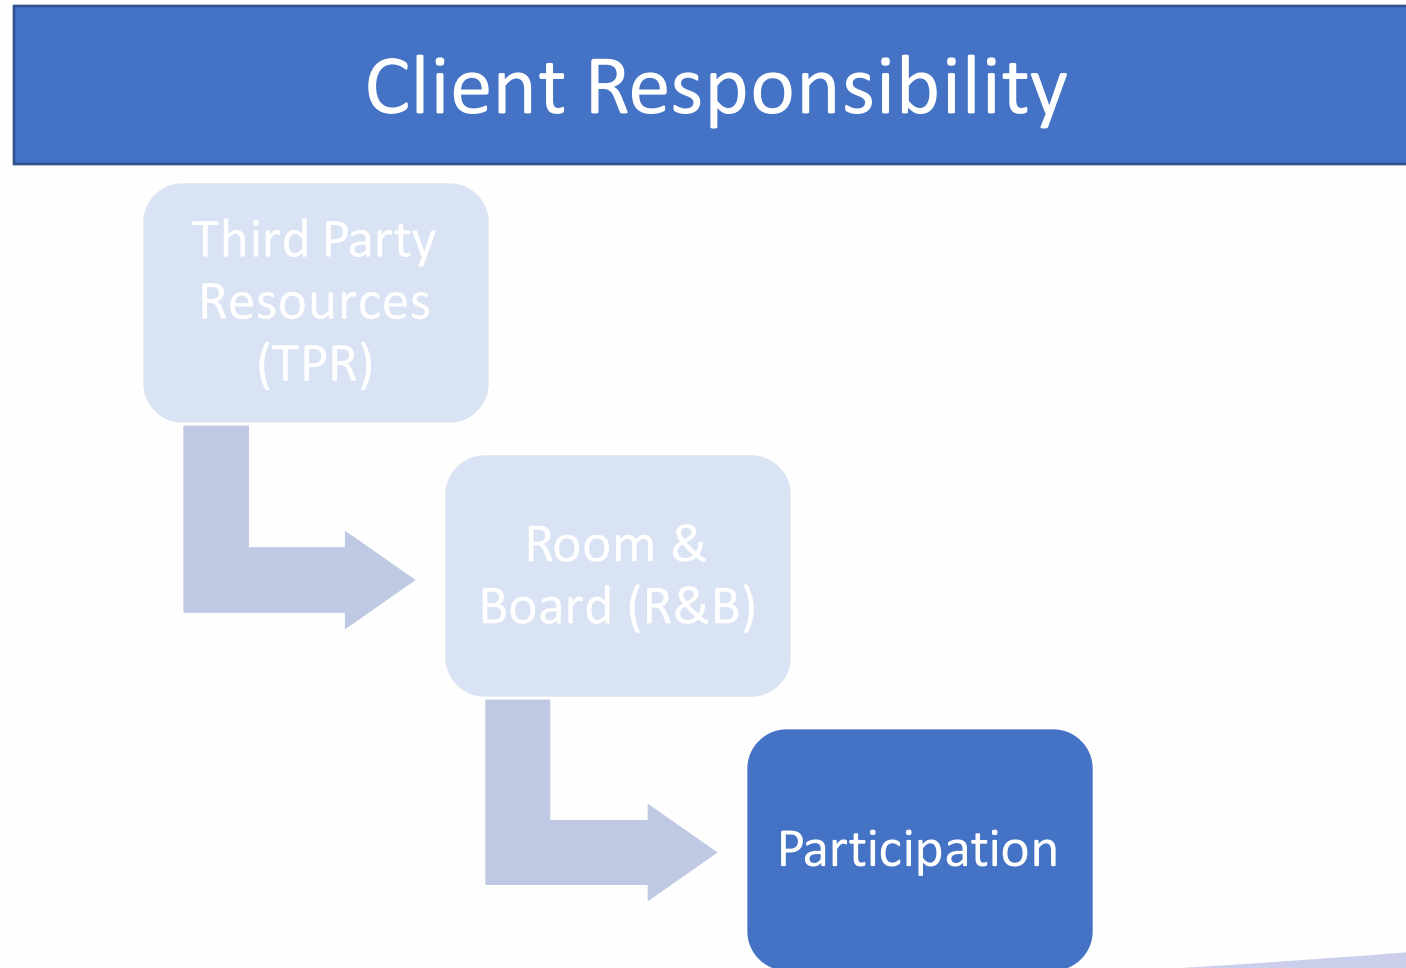 Client Responsibility
Third Party
Resources
(TPR)
Room &
Board (R&B)
Participation